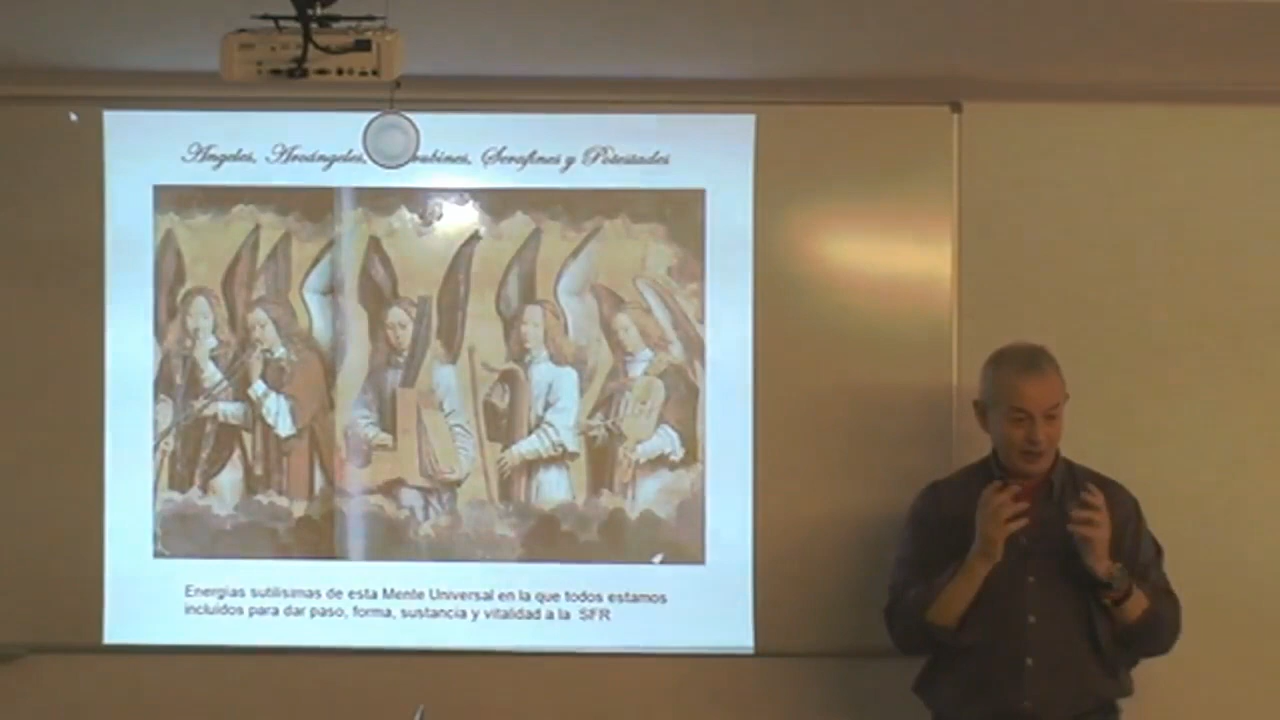 Angeles, Arcángeles, rubines, Serafines y Potestades
Energías sutilísimas de esta Mente Universal en la que todos estamos
incluidos para dar paso, forma, sustancia y vitalidad a la SFR